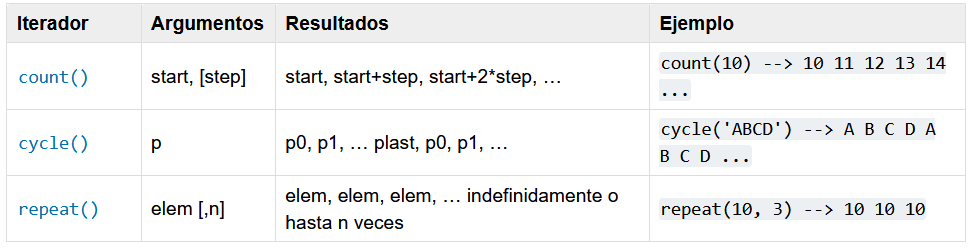 Iterador Argumentos Resultados Ejemplo
count() start, [step] start, start+step, start+2*step, … count(10) --> 10 11 12 13 14
...
cycle() p p0, p1, … plast, p0, p1, … cycle('ABCD') --> A B C D A
B C D ...
repeat() elem [,n] elem, elem, elem, … indefinidamente o
hasta n veces repeat(10, 3) --> 10 10 10